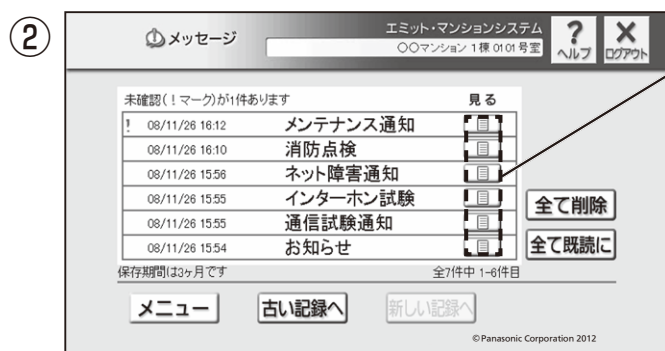 ②
メッセージ
エミット・マンションシステム
○○マンション 1棟 0101号室
?
ヘルプ
×
ログアウト
未確認(!マーク)が1件あります
見る
! 08/11/26 16:12 メンテナンス通知
08/11/26 16:10 消防点検
08/11/26 15:56 ネット障害通知
08/11/26 15:55 インターホン試験
08/11/26 15:55 通信試験通知
08/11/26 15:54 お知らせ
全て削除
全て既読に
保存期間は3ヶ月です
全7件中 1-6件目
メニュー
古い記録へ
新しい記録へ
©Panasonic Corporation 2012